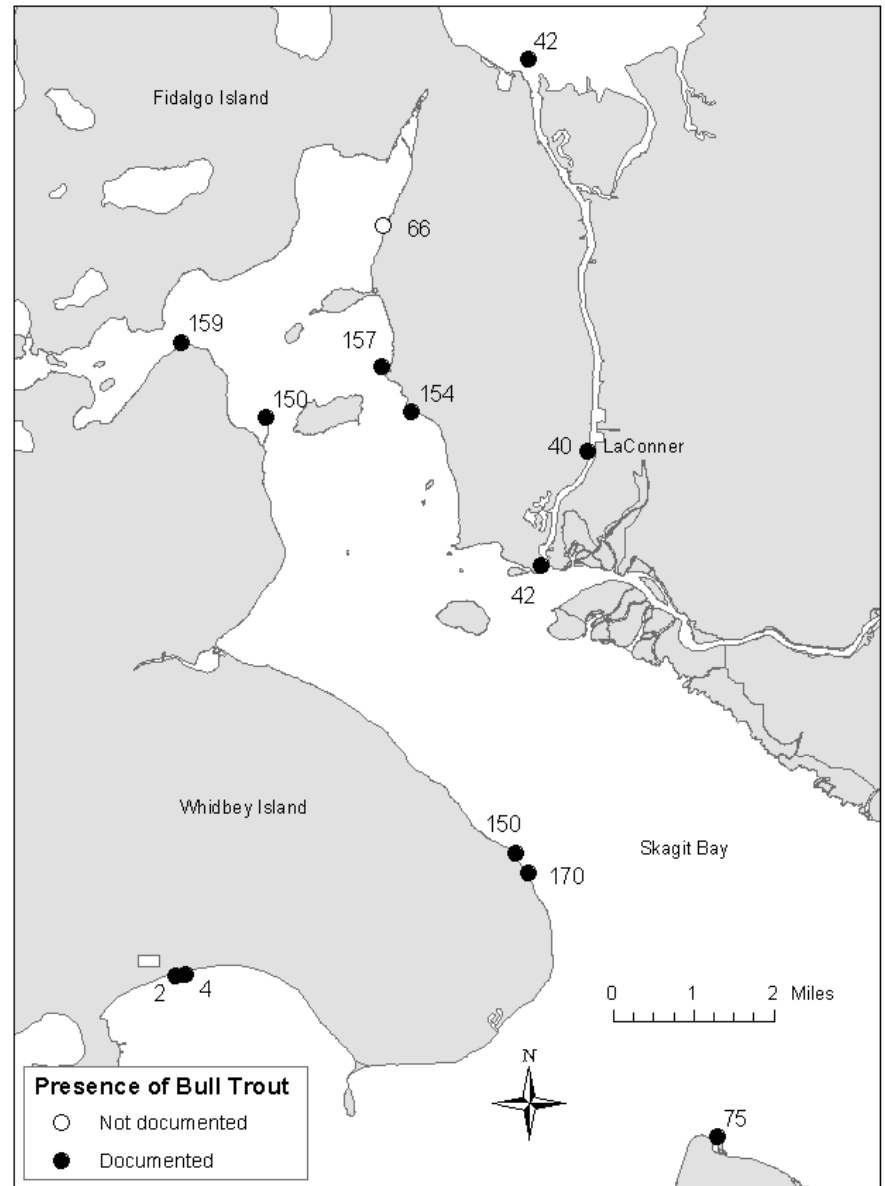 42
Fidalgo Island
66
159
157
150
154
40
LaConner
42
Whidbey Island
150
Skagit Bay
170
2
4
0 1 2 Miles
N
Presence of Bull Trout
Not documented
Documented
75